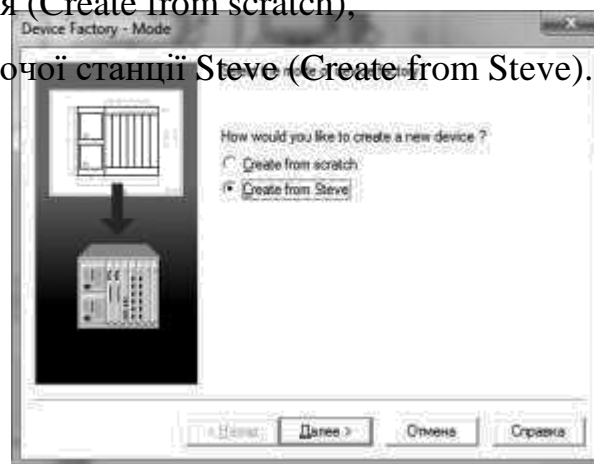 я (Create from scratch),
Device Factory - Mode
очої станції Steve (Create from Steve).
How would you like to create a new device ?
Create from scratch
Create from Steve
< Назад
Далее >
Отмена
Справка